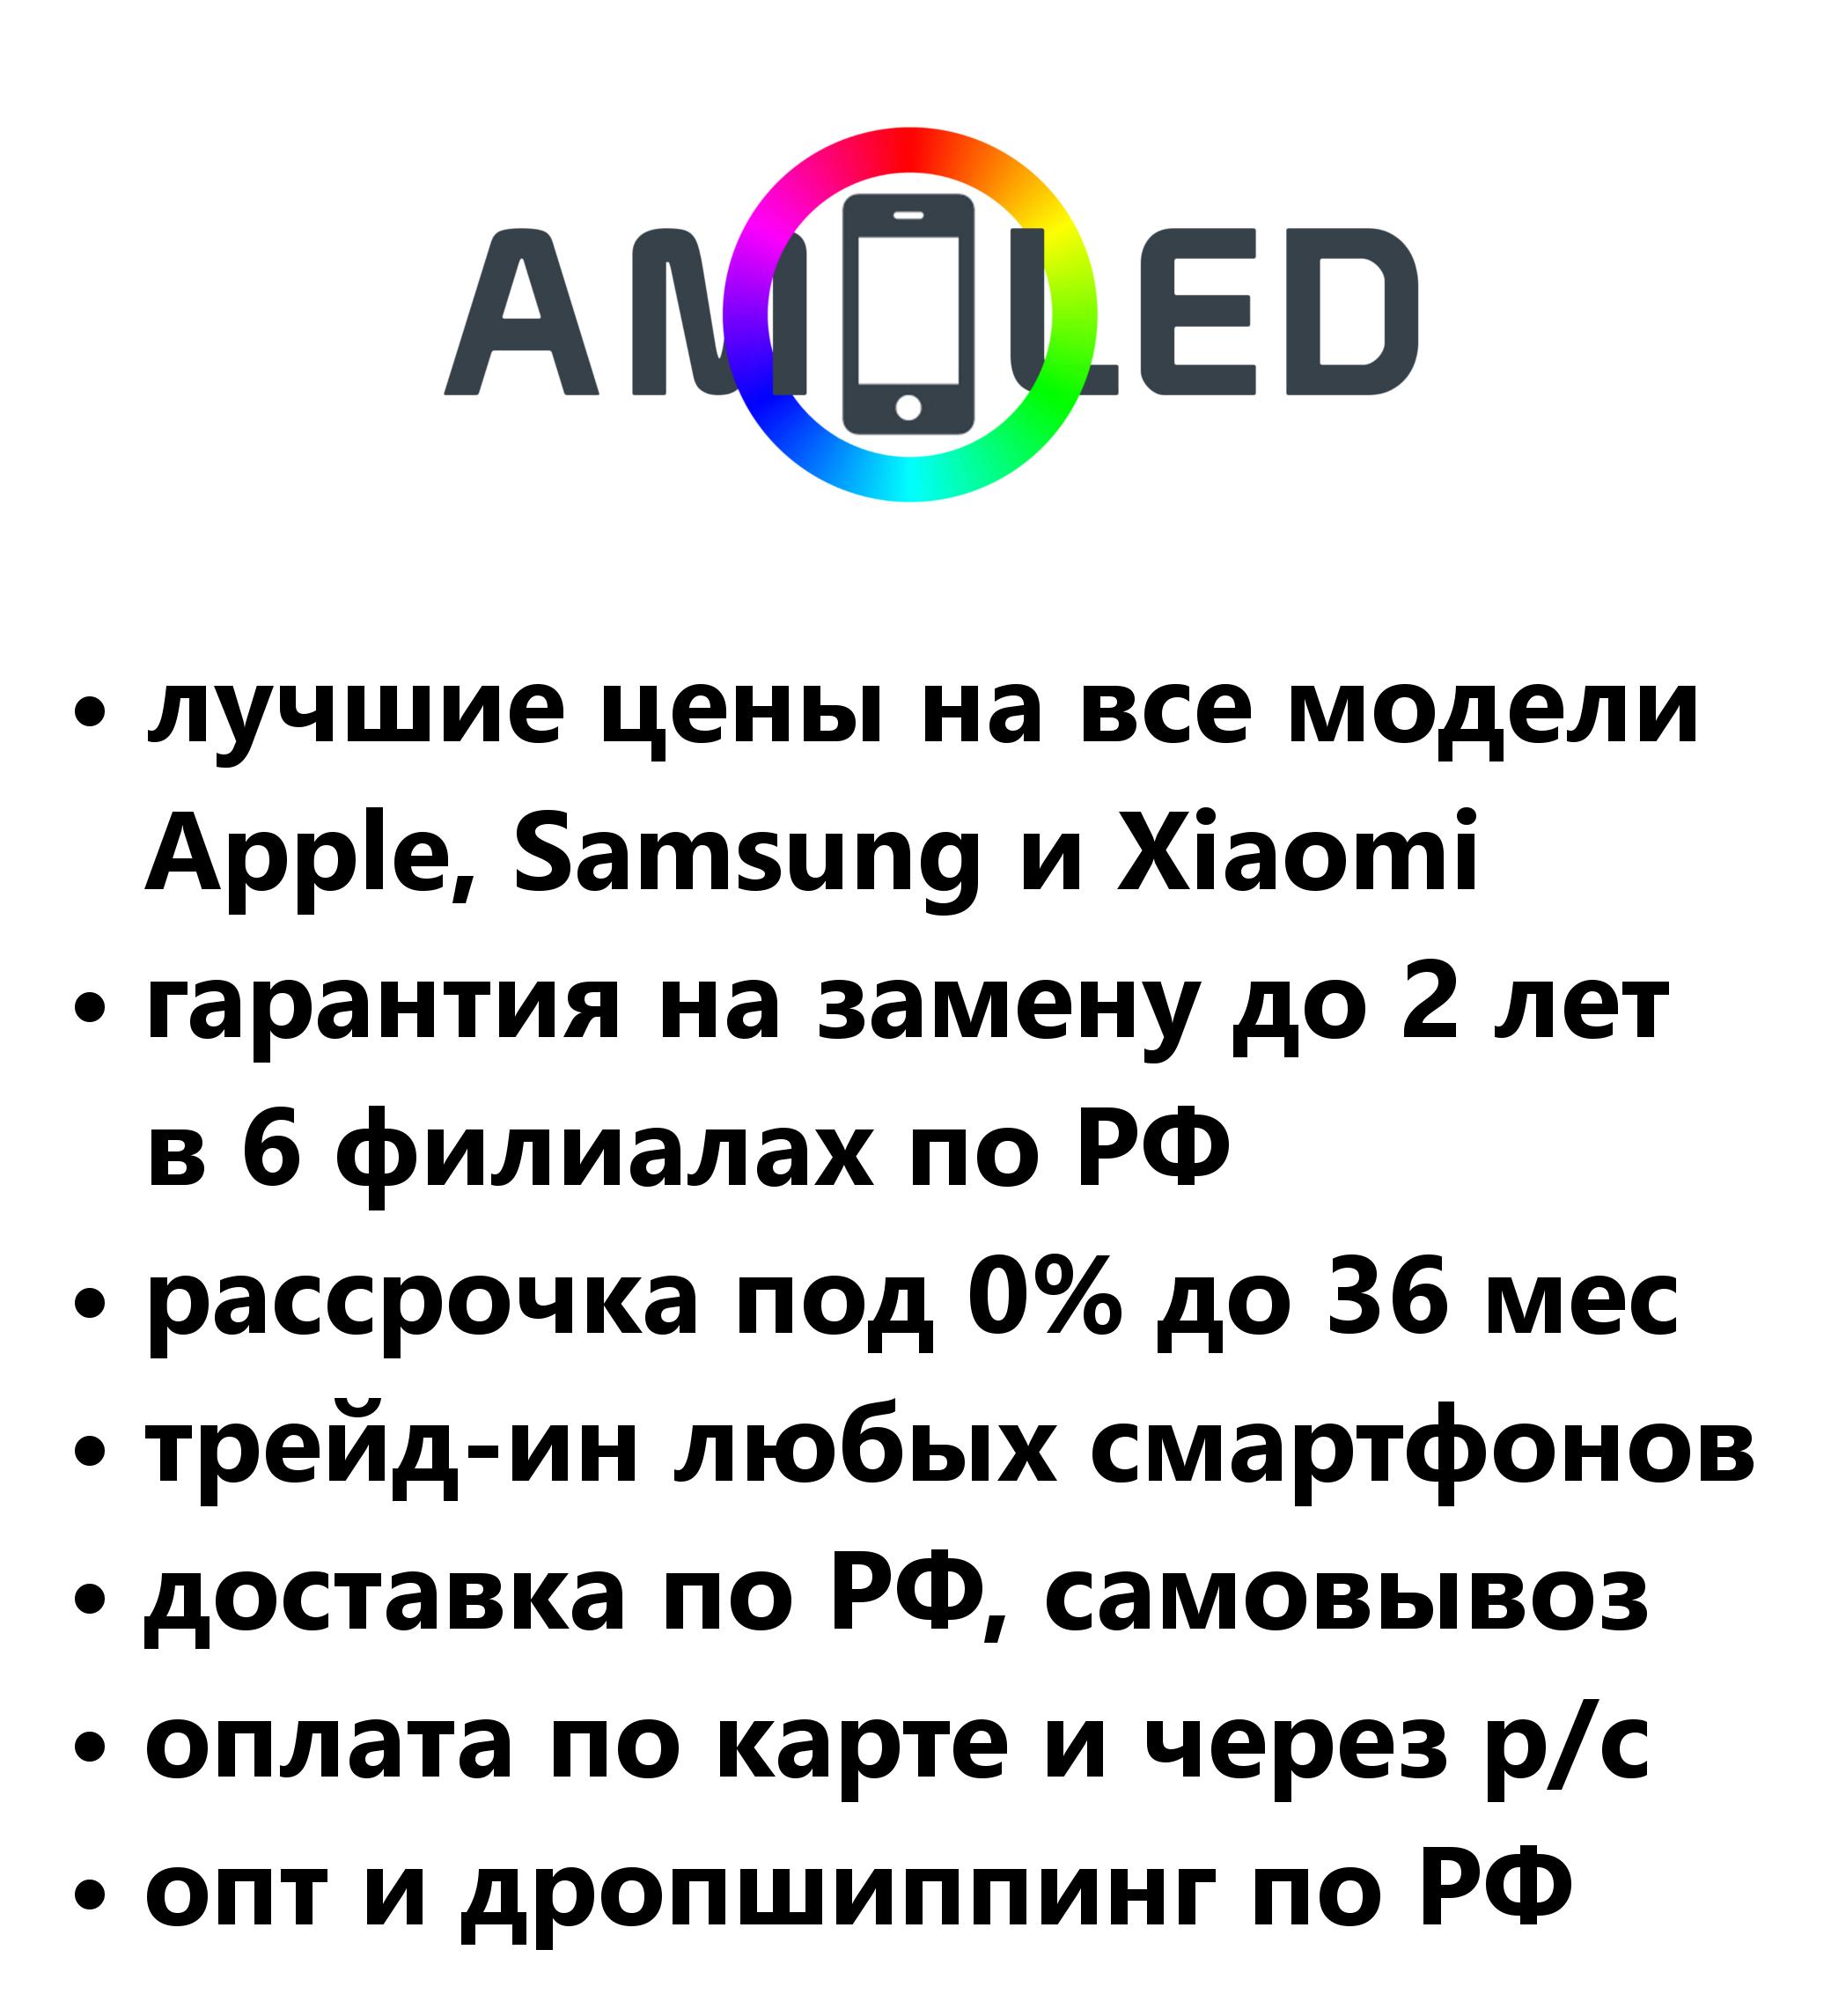 AMOLED
• лучшие цены на все модели
Apple, Samsung и Xiaomi
• гарантия на замену до 2 лет
в 6 филиалах по РФ
• рассрочка под 0% до 36 мес
• трейд-ин любых смартфонов
• доставка по РФ, самовывоз
• оплата по карте и через р/с
• опт и дропшиппинг по РФ